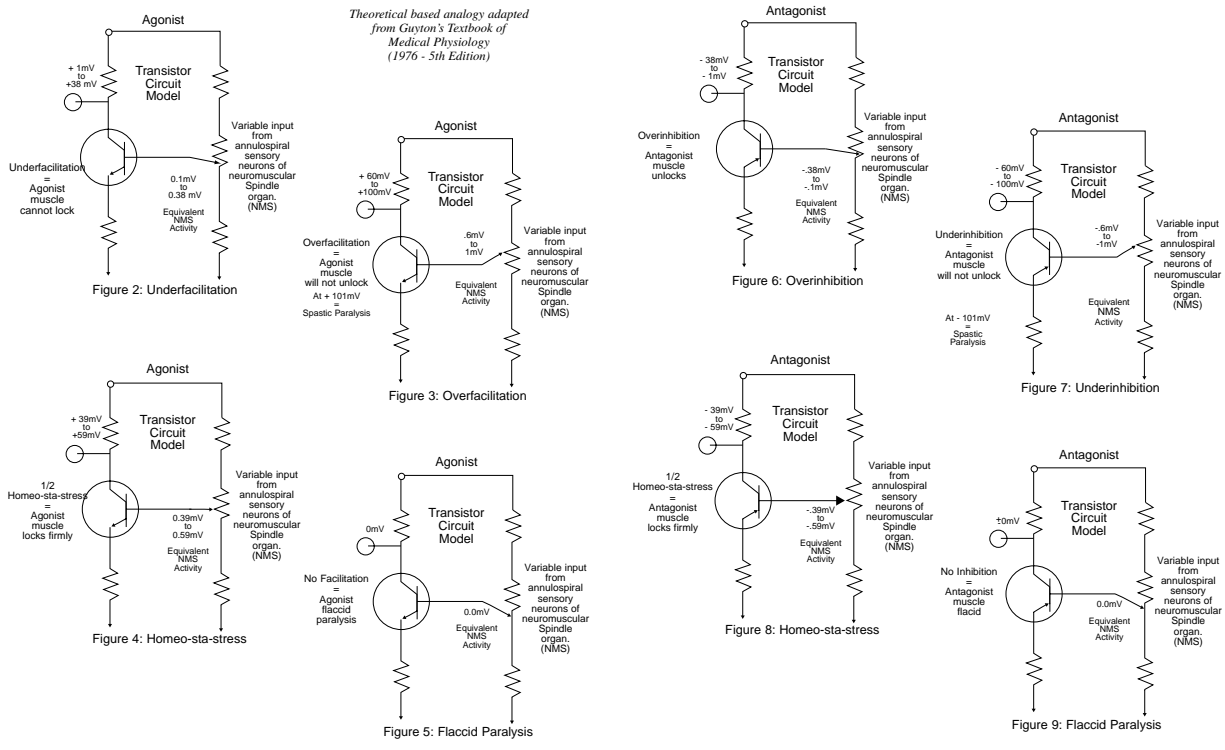 Theoretical based analogy adapted
from Guyton's Textbook of
Medical Physiology
(1976 - 5th Edition)
Agonist
+ 1mV
to
+38 mV
Transistor
Circuit
Model
Underfacilitation
=
Agonist
muscle
cannot lock
0.1mV
to
0.38 mV
Equivalent
NMS
Activity
Variable input
from
annulospiral
sensory
neurons of
neuromuscular
Spindle
organ.
(NMS)
Figure 2: Underfacilitation
Agonist
+ 60mV
to
+100mV
Transistor
Circuit
Model
Overfacilitation
=
Agonist
muscle
will not unlock
At + 101mV
=
Spastic Paralysis
.6mV
to
1mV
Equivalent
NMS
Activity
Variable input
from
annulospiral
sensory
neurons of
neuromuscular
Spindle
organ.
(NMS)
Figure 3: Overfacilitation
Agonist
+ 39mV
to
+59mV
Transistor
Circuit
Model
1/2
Homeo-sta-stress
=
Agonist
muscle
locks firmly
0.39mV
to
0.59mV
Equivalent
NMS
Activity
Variable input
from
annulospiral
sensory
neurons of
neuromuscular
Spindle
organ.
(NMS)
Figure 4: Homeo-sta-stress
Agonist
0mV
Transistor
Circuit
Model
No Facilitation
=
Agonist
flaccid
paralysis
0.0mV
Equivalent
NMS
Activity
Variable input
from
annulospiral
sensory
neurons of
neuromuscular
Spindle
organ.
(NMS)
Figure 5: Flaccid Paralysis
Antagonist
- 38mV
to
- 1mV
Transistor
Circuit
Model
Overinhibition
=
Antagonist
muscle
unlocks
-.38mV
to
-.1mV
Equivalent
NMS
Activity
Variable input
from
annulospiral
sensory
neurons of
neuromuscular
Spindle
organ.
(NMS)
Figure 6: Overinhibition
Antagonist
- 60mV
to
- 100mV
Transistor
Circuit
Model
Underinhibition
=
Antagonist
muscle
will not unlock
At - 101mV
=
Spastic
Paralysis
-.6mV
to
-1mV
Equivalent
NMS
Activity
Variable input
from
annulospiral
sensory
neurons of
neuromuscular
Spindle
organ.
(NMS)
Figure 7: Underinhibition
Antagonist
- 39mV
to
- 59mV
Transistor
Circuit
Model
1/2
Homeo-sta-stress
=
Antagonist
muscle
locks firmly
-.39mV
to
-.59mV
Equivalent
NMS
Activity
Variable input
from
annulospiral
sensory
neurons of
neuromuscular
Spindle
organ.
(NMS)
Figure 8: Homeo-sta-stress
Antagonist
±0mV
Transistor
Circuit
Model
No Inhibition
=
Antagonist
muscle
flacid
0.0mV
Equivalent
NMS
Activity
Variable input
from
annulospiral
sensory
neurons of
neuromuscular
Spindle
organ.
(NMS)
Figure 9: Flaccid Paralysis